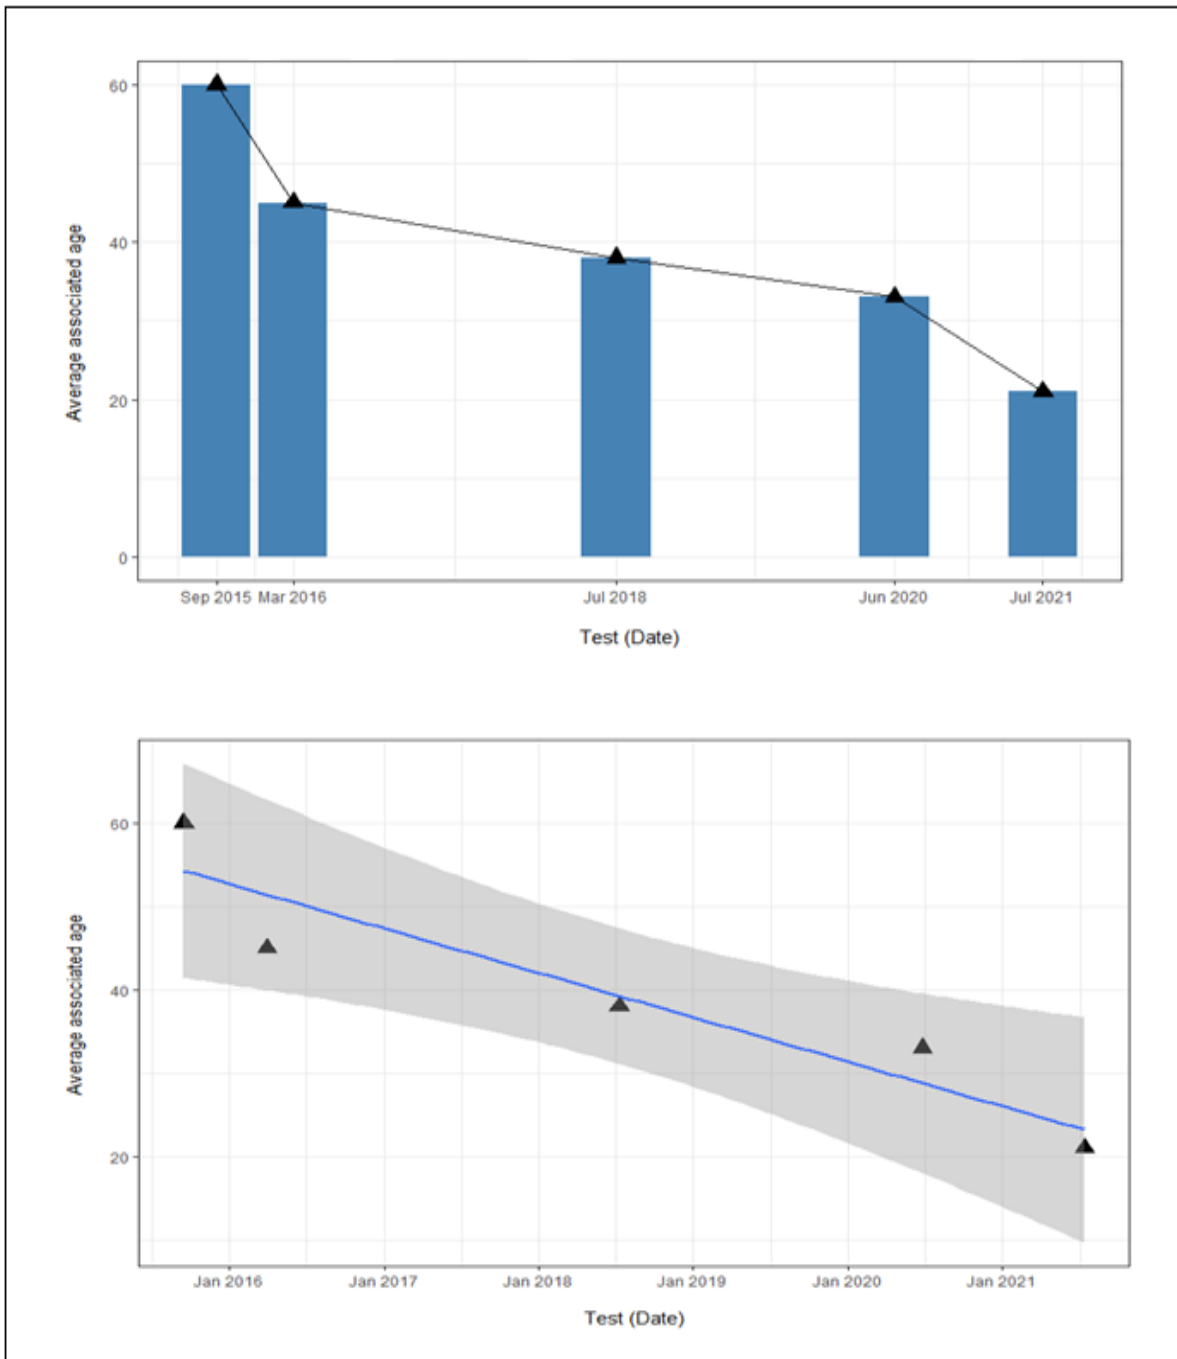 60
40
20
0
Average associated age
Sep 2015 Mar 2016 Jul 2018 Jun 2020 Jul 2021
Test (Date)
60
40
20
Average associated age
Jan 2016 Jan 2017 Jan 2018 Jan 2019 Jan 2020 Jan 2021
Test (Date)